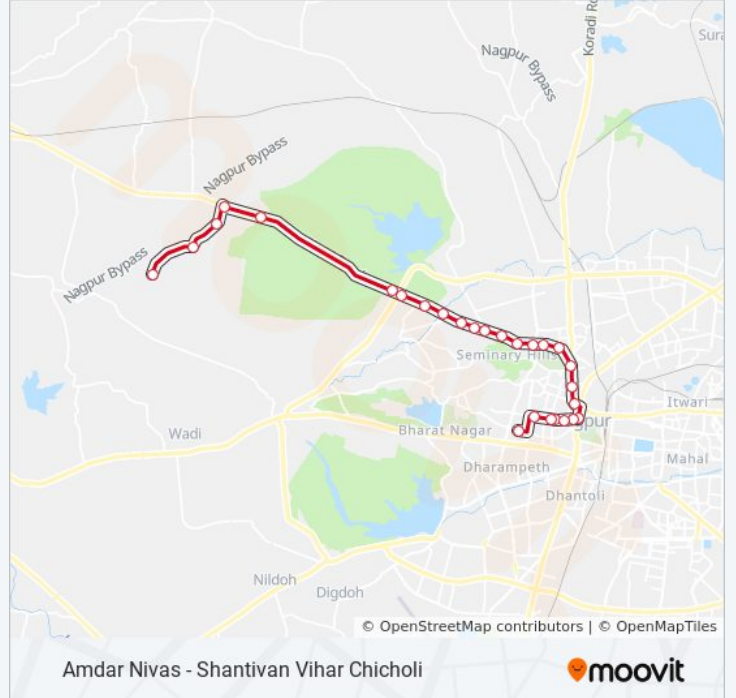 Koradi Ro
Sura
Nagpur Bypass
Nagpur Bypass
Nagpur Bypass
Seminary Hills
Itwari
Wadi
Bharat Nagar
spur
Mahal
Dharampeth
Dhantoli
Nildoh
Digdoh
© OpenStreetMap contributors | © OpenMapTiles
Amdar Nivas - Shantivan Vihar Chicholi
moovit